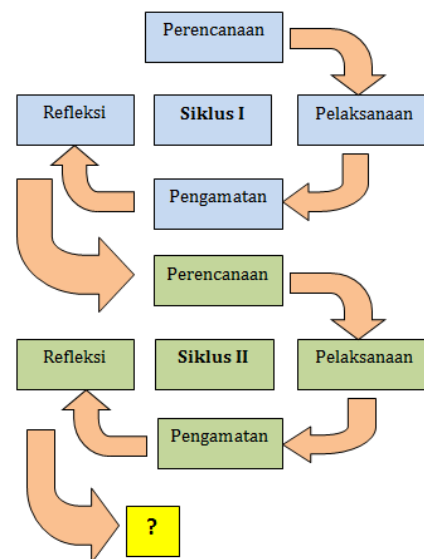 Perencanaan
Refleksi
Siklus I
Pelaksanaan
Pengamatan
Perencanaan
Refleksi
Siklus II
Pelaksanaan
Pengamatan
?